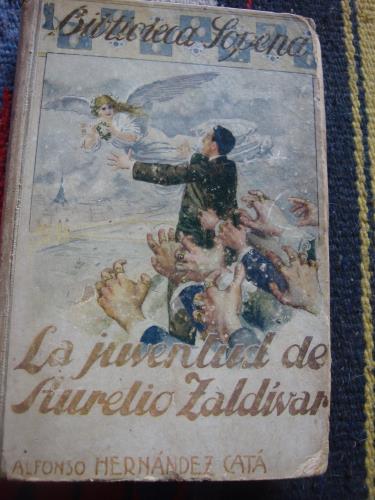 Biblioteca Sopena
La juventud de
Aurelio Zaldívar
ALFONSO HERNÁNDEZ CATÁ